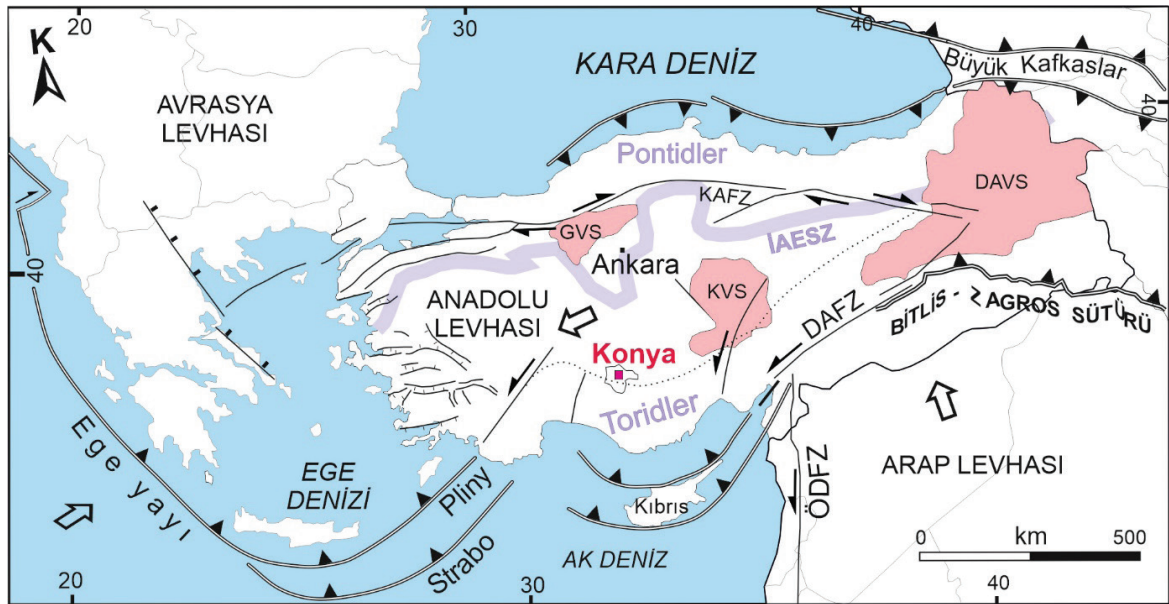 20
30
K
KARA DENİZ
Büyük Kafkaslar
40
AVRASYA
LEVHASI
Pontidler
DAVS
KAFZ
GVS
İAESZ
Ankara
40
ANADOLU
LEVHASI
KVS
DAFZ
BİTLİS - ZAGROS SÜTÜRÜ
Konya
Toridler
Ege yayı
EGE
DENİZİ
Pliny
Strabo
Kıbrıs
ÖDFZ
ARAP LEVHASI
km
0
500
AK DENİZ
20
30
40